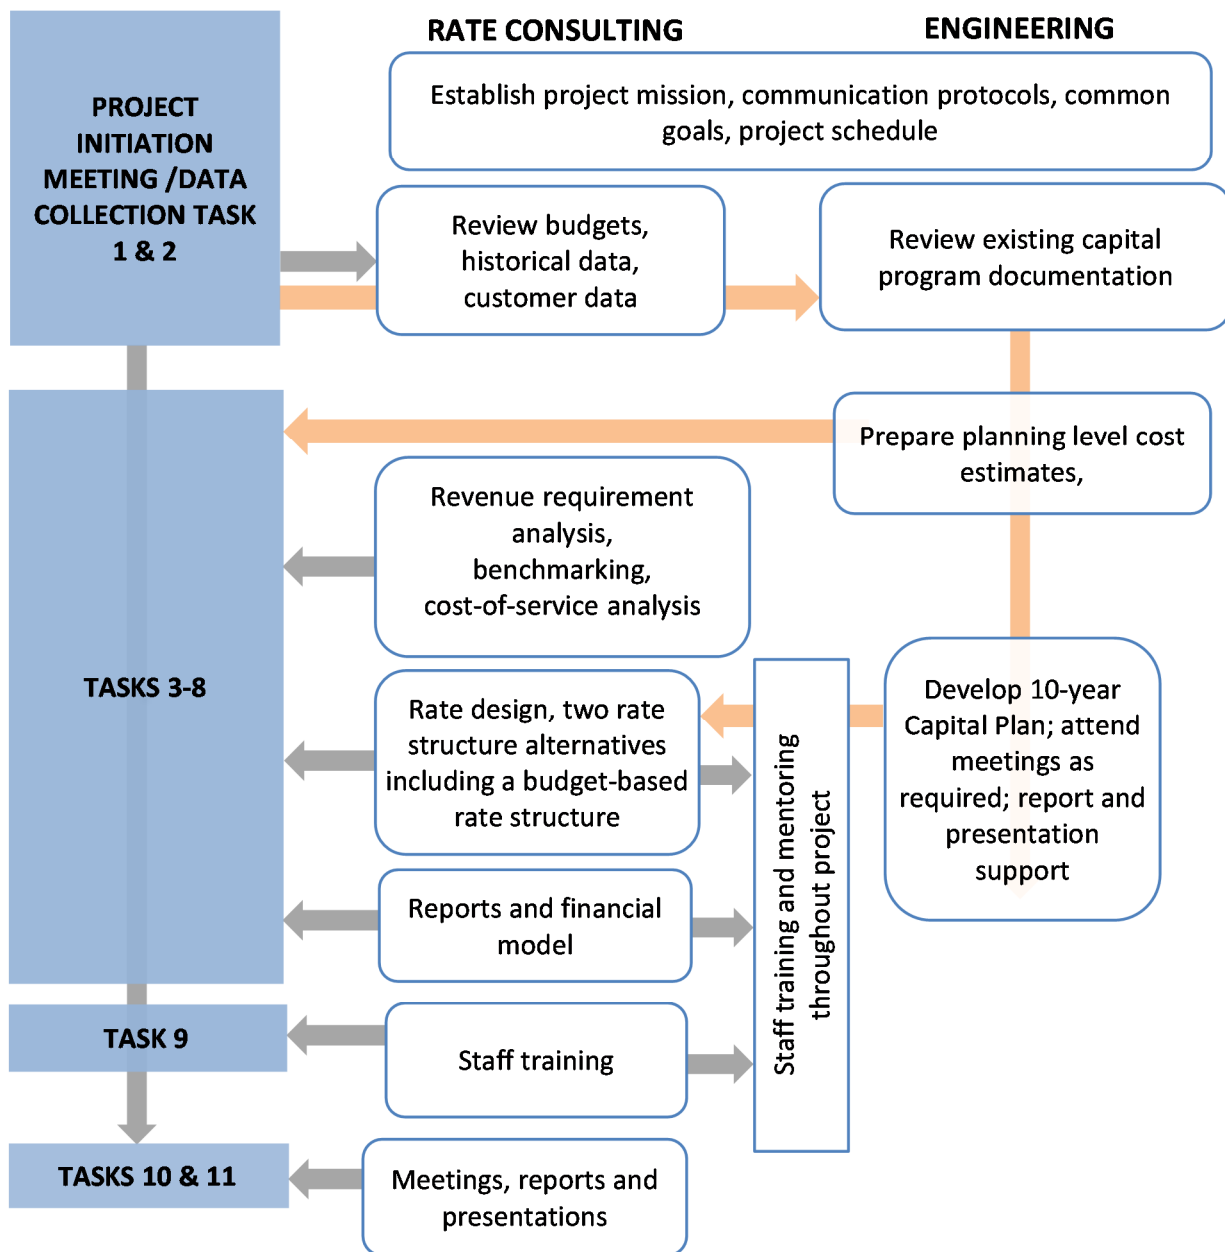 RATE CONSULTING
ENGINEERING
PROJECT
INITIATION
MEETING /DATA
COLLECTION TASK
1 & 2
Establish project mission, communication protocols, common
goals, project schedule
Review budgets,
historical data,
customer data
Review existing capital
program documentation
Prepare planning level cost
estimates,
Revenue requirement
analysis,
benchmarking,
cost-of-service analysis
TASKS 3-8
Rate design, two rate
structure alternatives
including a budget-based
rate structure
Staff training and mentoring
throughout project
Develop 10-year
Capital Plan; attend
meetings as
required; report and
presentation
support
Reports and financial
model
TASK 9
Staff training
TASKS 10 & 11
Meetings, reports and
presentations